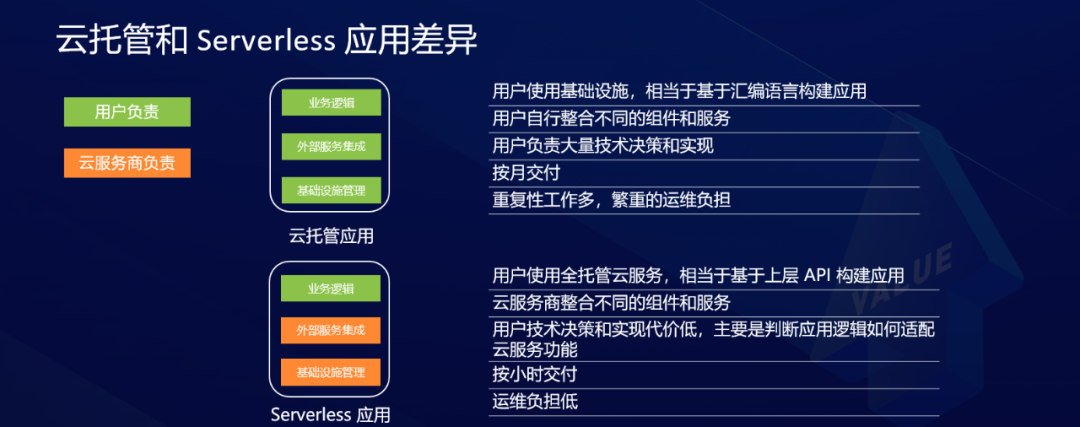 云托管和 Serverless 应用差异
用户负责
云服务商负责
业务逻辑
外部服务集成
基础设施管理
云托管应用
用户使用基础设施，相当于基于汇编语言构建应用
用户自行整合不同的组件和服务
用户负责大量技术决策和实现
按月交付
重复性工作多，繁重的运维负担
业务逻辑
外部服务集成
基础设施管理
Serverless 应用
用户使用全托管云服务，相当于基于上层 API 构建应用
云服务商整合不同的组件和服务
用户技术决策和实现代价低，主要是判断应用逻辑如何适配
云服务功能
按小时交付
运维负担低
VALUE